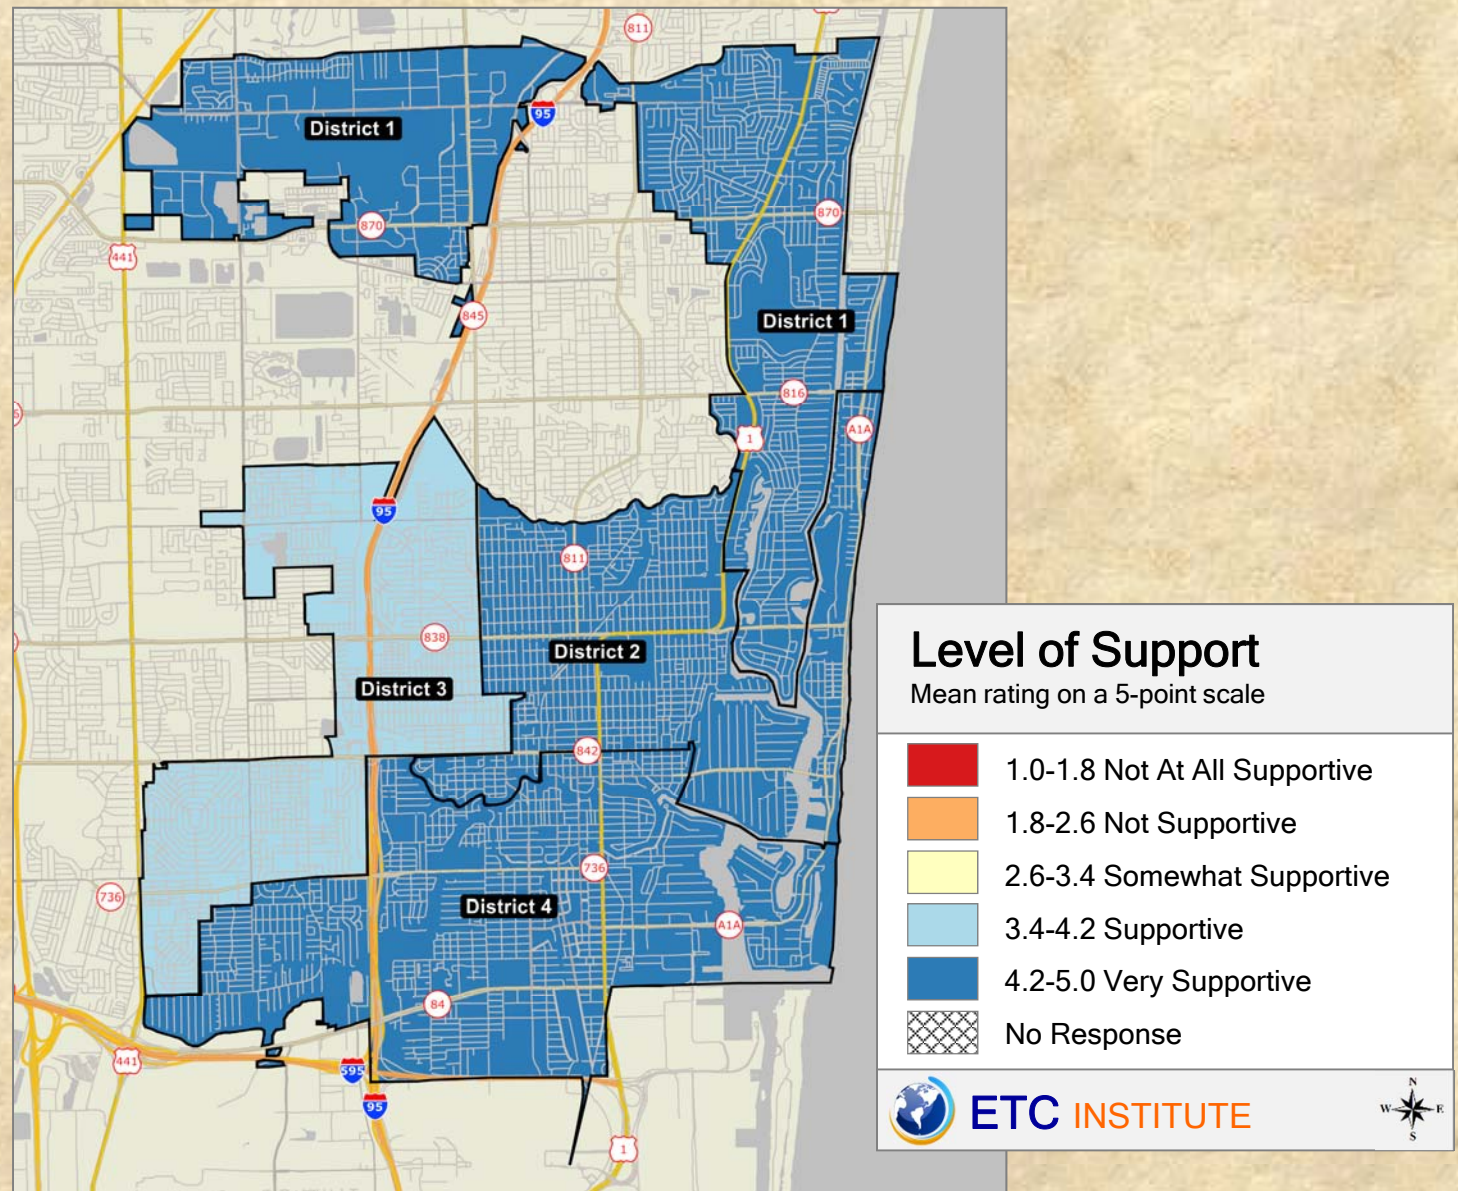 811
95
District 1
870
870
441
845
District 1
816
1
A1A
95
811
838
District 2
District 3
842
736
736
District 4
A1A
84
441
595
95
1
Level of Support
Mean rating on a 5-point scale
1.0-1.8 Not At All Supportive
1.8-2.6 Not Supportive
2.6-3.4 Somewhat Supportive
3.4-4.2 Supportive
4.2-5.0 Very Supportive
No Response
ETC INSTITUTE
N
W E
S